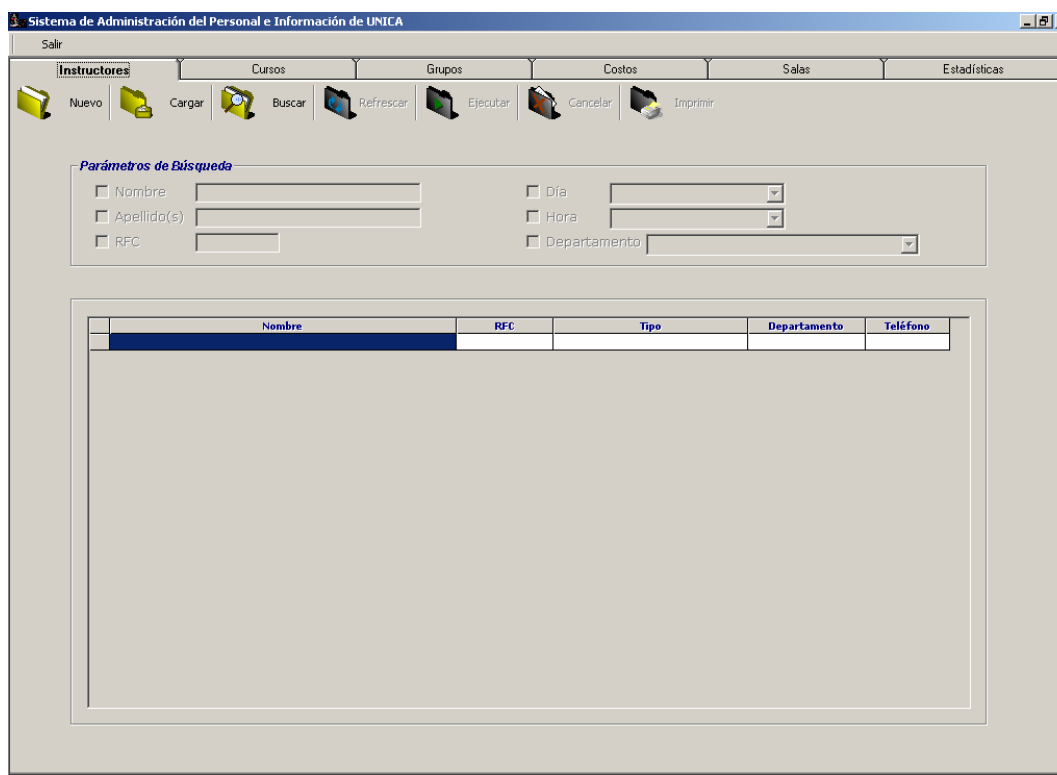 Sistema de Administración del Personal e Información de UNICA
Salir
Instructores Cursos Grupos Costos Salas Estadísticas
Nuevo Cargar Buscar Refrescar Ejecutar Cancelar Imprimir
Parámetros de Búsqueda
Nombre Día
Apellido(s) Hora
RFC Departamento
Nombre RFC Tipo Departamento Teléfono